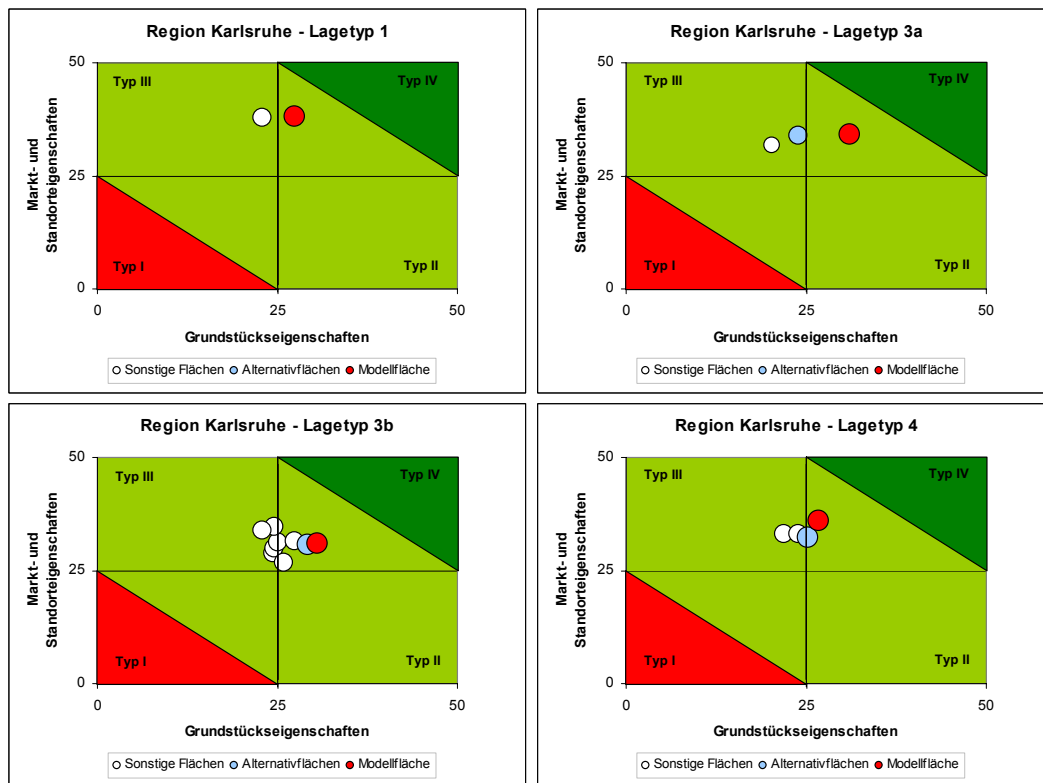 Region Karlsruhe - Lagetyp 1
50
Typ III
Typ IV
Markt- und
Standorteigenschaften
25
Typ I
Typ II
0
0
25
50
Grundstückseigenschaften
Sonstige Flächen Alternativflächen Modellfläche
Region Karlsruhe - Lagetyp 3a
50
Typ III
Typ IV
Markt- und
Standorteigenschaften
25
Typ I
Typ II
0
0
25
50
Grundstückseigenschaften
Sonstige Flächen Alternativflächen Modellfläche
Region Karlsruhe - Lagetyp 3b
50
Typ III
Typ IV
Markt- und
Standorteigenschaften
25
Typ I
Typ II
0
0
25
50
Grundstückseigenschaften
Sonstige Flächen Alternativflächen Modellfläche
Region Karlsruhe - Lagetyp 4
50
Typ III
Typ IV
Markt- und
Standorteigenschaften
25
Typ I
Typ II
0
0
25
50
Grundstückseigenschaften
Sonstige Flächen Alternativflächen Modellfläche